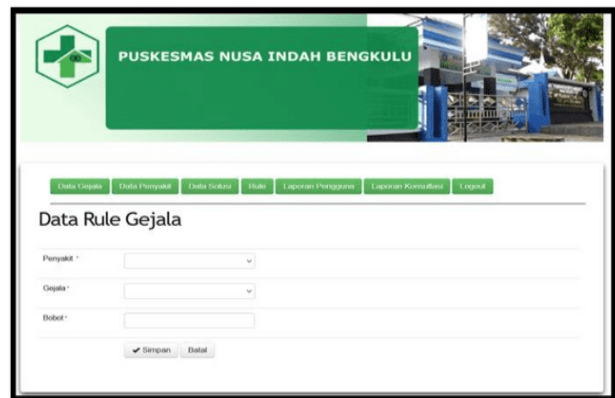 PUSKESMAS NUSA INDAH BENGKULU
Data Gejala Data Penyakit Data Solusi Rule Laporan Pengguna Laporan Konsultasi Logout
Data Rule Gejala
Penyakit *
Gejala *
Bobot *
✔ Simpan Batal